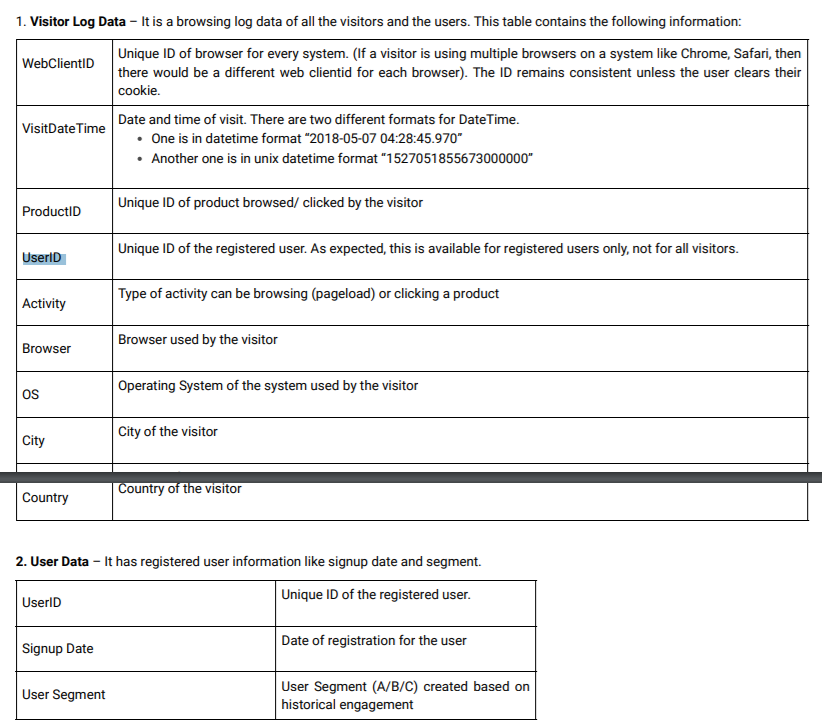 1. Visitor Log Data – It is a browsing log data of all the visitors and the users. This table contains the following information:
WebClientID
Unique ID of browser for every system. (If a visitor is using multiple browsers on a system like Chrome, Safari, then
there would be a different web clientid for each browser). The ID remains consistent unless the user clears their
cookie.
VisitDateTime
Date and time of visit. There are two different formats for DateTime.
• One is in datetime format “2018-05-07 04:28:45.970”
• Another one is in unix datetime format “1527051855673000000”
ProductID
Unique ID of product browsed/ clicked by the visitor
UserID
Unique ID of the registered user. As expected, this is available for registered users only, not for all visitors.
Activity
Type of activity can be browsing (pageload) or clicking a product
Browser
Browser used by the visitor
OS
Operating System of the system used by the visitor
City
City of the visitor
Country
Country of the visitor
2. User Data – It has registered user information like signup date and segment.
UserID
Unique ID of the registered user.
Signup Date
Date of registration for the user
User Segment
User Segment (A/B/C) created based on
historical engagement